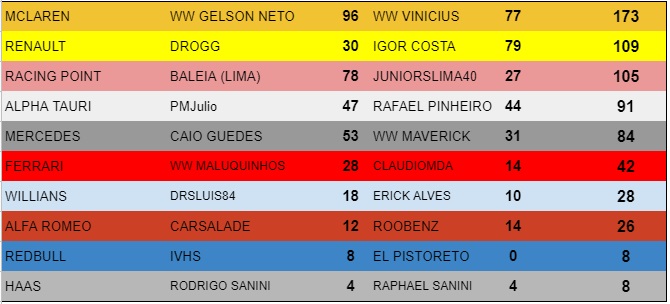 MCLAREN WW GELSON NETO 96 WW VINICIUS 77 173
RENAULT DROGG 30 IGOR COSTA 79 109
RACING POINT BALEIA (LIMA) 78 JUNIORSLIMA40 27 105
ALPHA TAURI PMJulio 47 RAFAEL PINHEIRO 44 91
MERCEDES CAIO GUEDES 53 WW MAVERICK 31 84
FERRARI WW MALUQUINHOS 28 CLAUDIOMDA 14 42
WILLIANS DRSLUIS84 18 ERICK ALVES 10 28
ALFA ROMEO CARSALADE 12 ROOBENZ 14 26
REDBULL IVHS 8 EL PISTORETO 0 8
HAAS RODRIGO SANINI 4 RAPHAEL SANINI 4 8